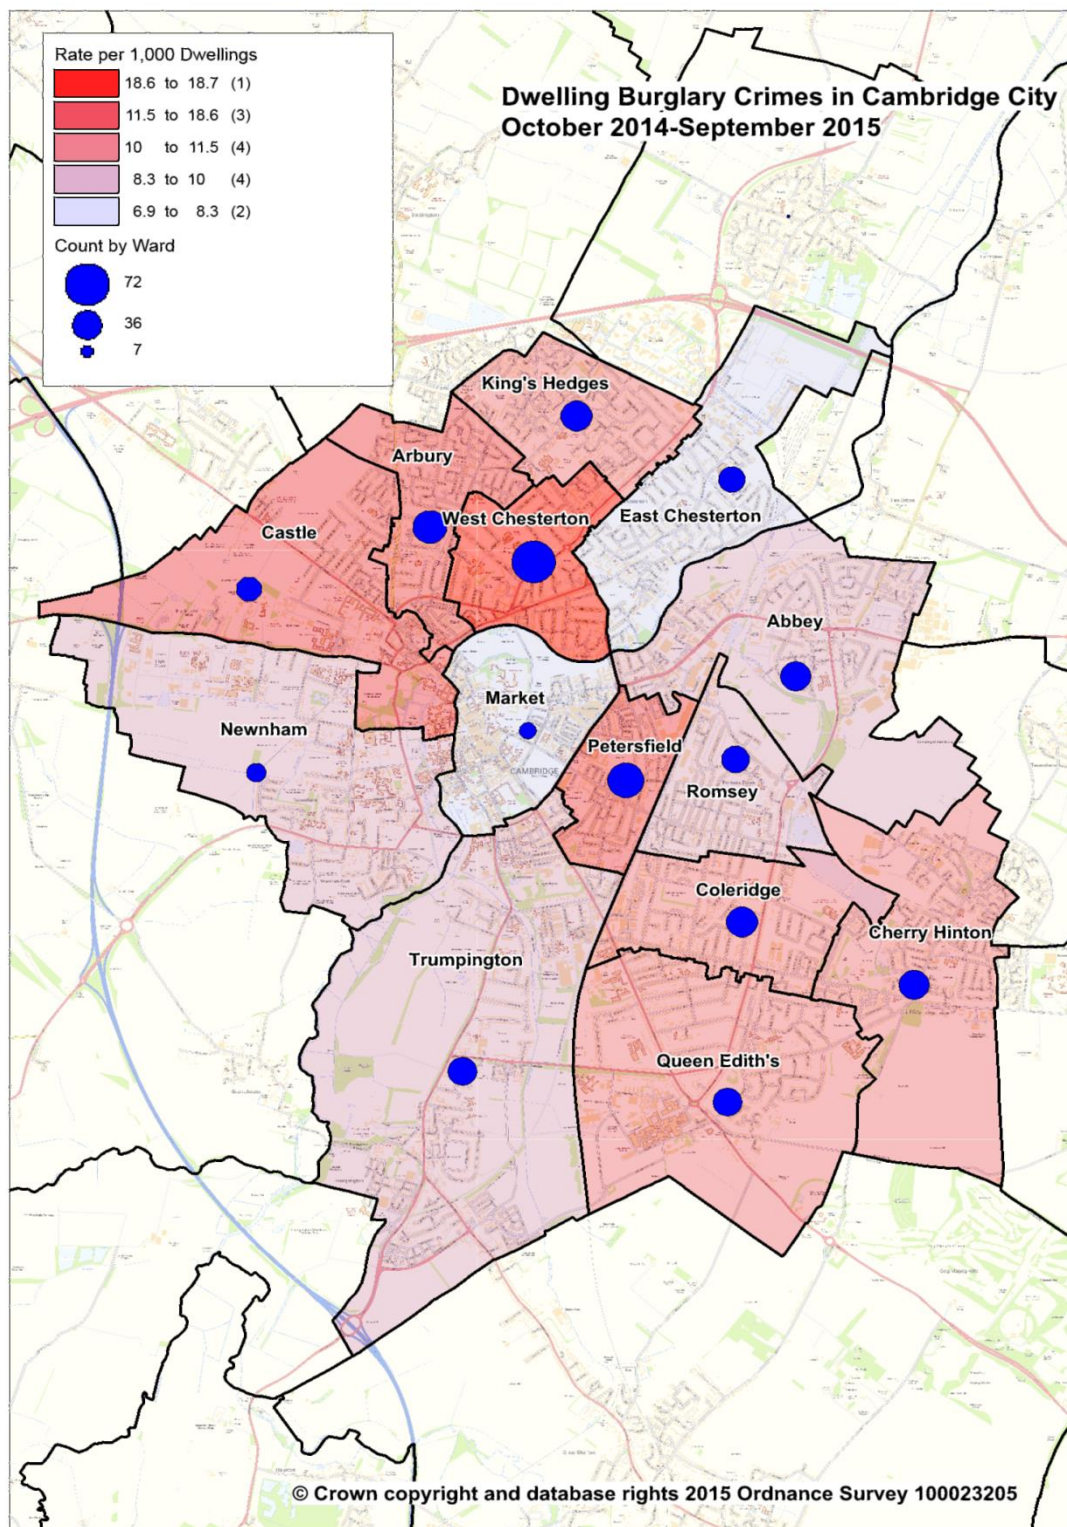 Rate per 1,000 Dwellings
18.6 to 18.7 (1)
11.5 to 18.6 (3)
10 to 11.5 (4)
8.3 to 10 (4)
6.9 to 8.3 (2)
Count by Ward
72
36
7
Dwelling Burglary Crimes in Cambridge City
October 2014-September 2015
King's Hedges
Arbury
West Chesterton
East Chesterton
Castle
Abbey
Market
Newnham
Petersfield
CAMBRIDGE
Romsey
Coleridge
Cherry Hinton
Trumpington
Queen Edith's
© Crown copyright and database rights 2015 Ordnance Survey 100023205